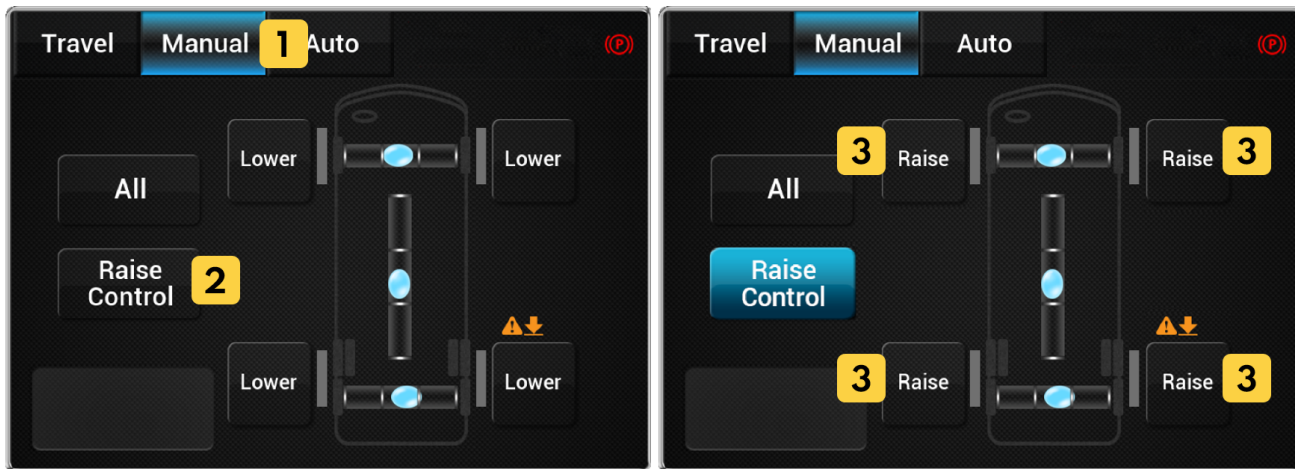 Travel Manual 1 Auto (P)
Lower Lower
All
Raise
Control 2
Lower Lower
Travel Manual Auto (P)
3 Raise Raise 3
All
Raise
Control
3 Raise Raise 3